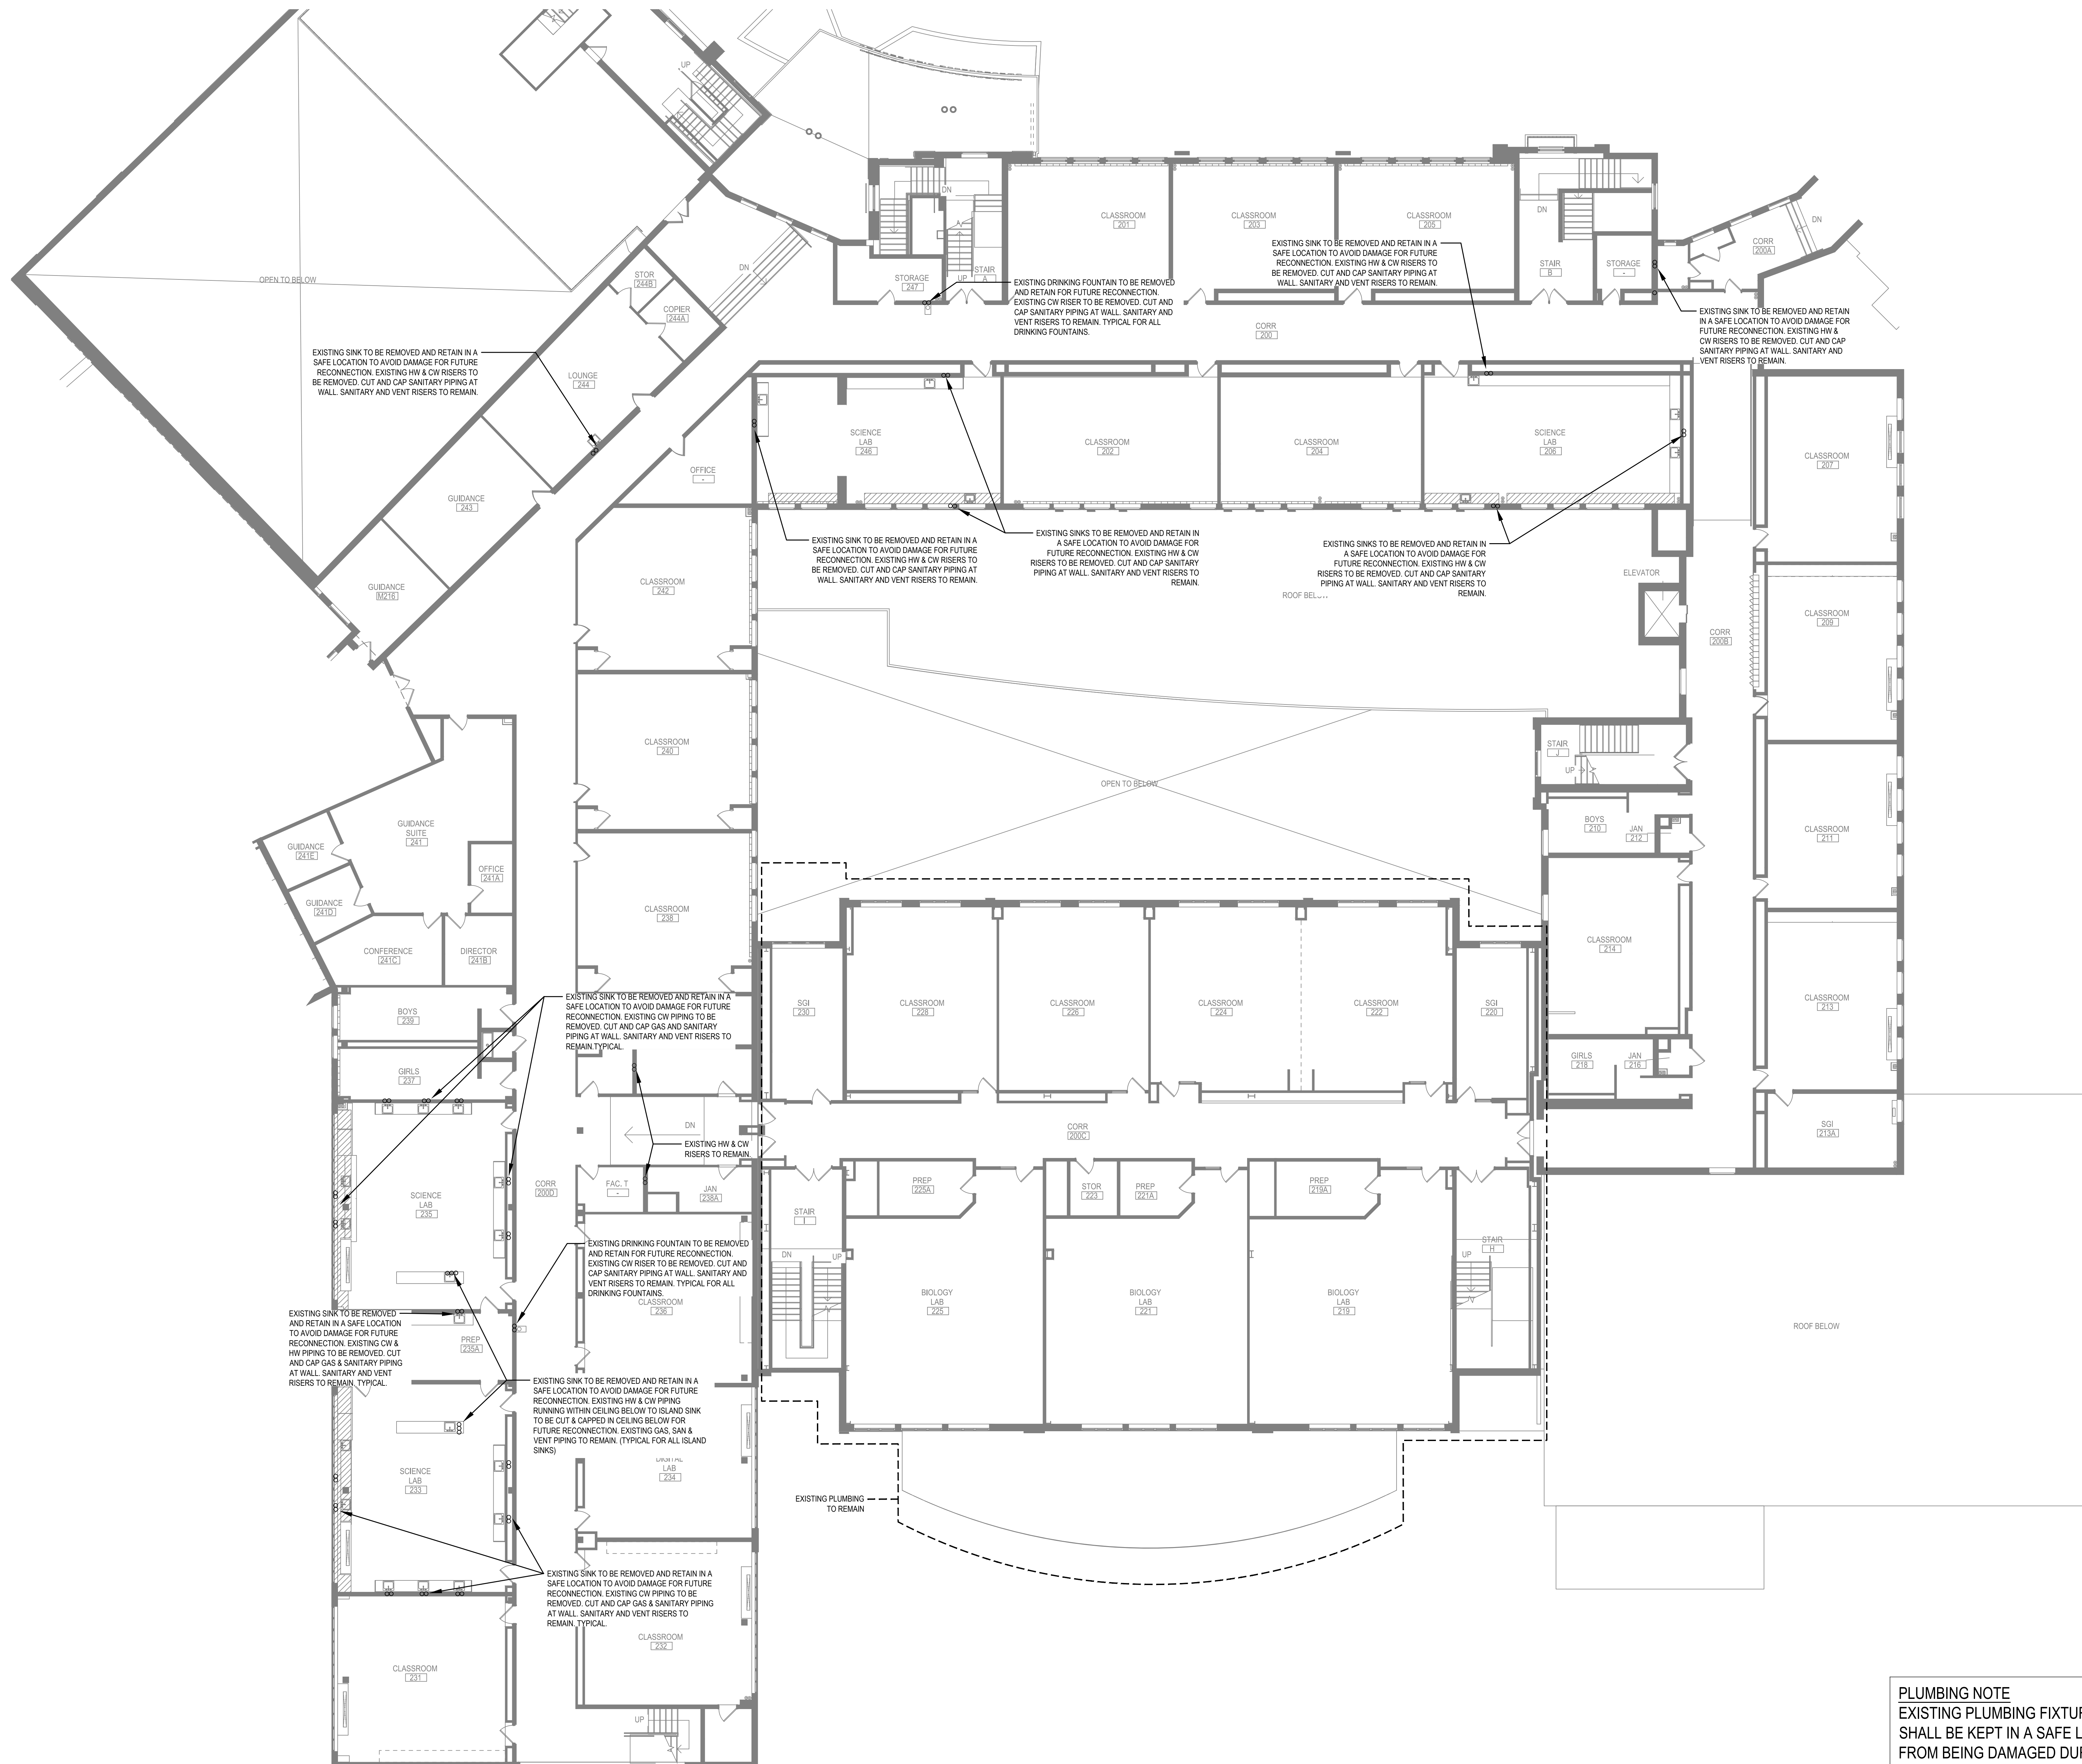 UP
OPEN TO BELOW
DN
STOR
244B
COPIER
244A
LOUNGE
244
GUIDANCE
243
GUIDANCE
M216
OFFICE
-
DN
STORAGE
247
UP
STAIR
A
CLASSROOM
201
CLASSROOM
203
CLASSROOM
205
DN
STAIR
B
STORAGE
-
CORR
200A
DN
CORR
200
EXISTING SINK TO BE REMOVED AND RETAIN IN A
SAFE LOCATION TO AVOID DAMAGE FOR FUTURE
RECONNECTION. EXISTING HW & CW RISERS TO
BE REMOVED. CUT AND CAP SANITARY PIPING AT
WALL. SANITARY AND VENT RISERS TO REMAIN.
EXISTING DRINKING FOUNTAIN TO BE REMOVED
AND RETAIN FOR FUTURE RECONNECTION.
EXISTING CW RISER TO BE REMOVED. CUT AND
CAP SANITARY PIPING AT WALL. SANITARY AND
VENT RISERS TO REMAIN. TYPICAL FOR ALL
DRINKING FOUNTAINS.
EXISTING SINK TO BE REMOVED AND RETAIN IN A
SAFE LOCATION TO AVOID DAMAGE FOR FUTURE
RECONNECTION. EXISTING HW & CW RISERS TO
BE REMOVED. CUT AND CAP SANITARY PIPING AT
WALL. SANITARY AND VENT RISERS TO REMAIN.
EXISTING SINK TO BE REMOVED AND RETAIN
IN A SAFE LOCATION TO AVOID DAMAGE FOR
FUTURE RECONNECTION. EXISTING HW &
CW RISERS TO BE REMOVED. CUT AND CAP
SANITARY PIPING AT WALL. SANITARY AND
VENT RISERS TO REMAIN.
SCIENCE
LAB
246
CLASSROOM
202
CLASSROOM
204
SCIENCE
LAB
206
CLASSROOM
207
EXISTING SINK TO BE REMOVED AND RETAIN IN A
SAFE LOCATION TO AVOID DAMAGE FOR FUTURE
RECONNECTION. EXISTING HW & CW RISERS TO
BE REMOVED. CUT AND CAP SANITARY PIPING AT
WALL. SANITARY AND VENT RISERS TO REMAIN.
EXISTING SINKS TO BE REMOVED AND RETAIN IN
A SAFE LOCATION TO AVOID DAMAGE FOR
FUTURE RECONNECTION. EXISTING HW & CW
RISERS TO BE REMOVED. CUT AND CAP SANITARY
PIPING AT WALL. SANITARY AND VENT RISERS TO
REMAIN.
EXISTING SINKS TO BE REMOVED AND RETAIN IN
A SAFE LOCATION TO AVOID DAMAGE FOR
FUTURE RECONNECTION. EXISTING HW & CW
RISERS TO BE REMOVED. CUT AND CAP SANITARY
PIPING AT WALL. SANITARY AND VENT RISERS TO
REMAIN.
ROOF BELOW
ELEVATOR
CLASSROOM
242
CORR
200B
CLASSROOM
209
CLASSROOM
240
OPEN TO BELOW
STAIR
J
UP
BOYS
210
JAN
212
CLASSROOM
211
GUIDANCE
SUITE
241
GUIDANCE
241E
OFFICE
241A
GUIDANCE
241D
CONFERENCE
241C
DIRECTOR
241B
CLASSROOM
238
CLASSROOM
214
CLASSROOM
213
BOYS
239
GIRLS
237
EXISTING SINK TO BE REMOVED AND RETAIN IN A
SAFE LOCATION TO AVOID DAMAGE FOR FUTURE
RECONNECTION. EXISTING CW PIPING TO BE
REMOVED. CUT AND CAP GAS AND SANITARY
PIPING AT WALL. SANITARY AND VENT RISERS TO
REMAIN.TYPICAL.
SGI
230
CLASSROOM
228
CLASSROOM
226
CLASSROOM
224
CLASSROOM
222
SGI
220
GIRLS
218
JAN
216
SGI
213A
DN
EXISTING HW & CW
RISERS TO REMAIN.
CORR
200C
SCIENCE
LAB
235
CORR
200D
FAC. T
-
JAN
238A
STAIR
I
PREP
225A
STOR
223
PREP
221A
PREP
219A
DN
UP
STAIR
H
UP
EXISTING DRINKING FOUNTAIN TO BE REMOVED
AND RETAIN FOR FUTURE RECONNECTION.
EXISTING CW RISER TO BE REMOVED. CUT AND
CAP SANITARY PIPING AT WALL. SANITARY AND
VENT RISERS TO REMAIN. TYPICAL FOR ALL
DRINKING FOUNTAINS.
CLASSROOM
236
BIOLOGY
LAB
225
BIOLOGY
LAB
221
BIOLOGY
LAB
219
ROOF BELOW
EXISTING SINK TO BE REMOVED
AND RETAIN IN A SAFE LOCATION
TO AVOID DAMAGE FOR FUTURE
RECONNECTION. EXISTING CW &
HW PIPING TO BE REMOVED. CUT
AND CAP GAS & SANITARY PIPING
AT WALL. SANITARY AND VENT
RISERS TO REMAIN. TYPICAL.
PREP
235A
EXISTING SINK TO BE REMOVED AND RETAIN IN A
SAFE LOCATION TO AVOID DAMAGE FOR FUTURE
RECONNECTION. EXISTING HW & CW PIPING
RUNNING WITHIN CEILING BELOW TO ISLAND SINK
TO BE CUT & CAPPED IN CEILING BELOW FOR
FUTURE RECONNECTION. EXISTING GAS, SAN &
VENT PIPING TO REMAIN. (TYPICAL FOR ALL ISLAND
SINKS)
DIGITAL
LAB
234
SCIENCE
LAB
233
EXISTING PLUMBING
TO REMAIN
EXISTING SINK TO BE REMOVED AND RETAIN IN A
SAFE LOCATION TO AVOID DAMAGE FOR FUTURE
RECONNECTION. EXISTING CW PIPING TO BE
REMOVED. CUT AND CAP GAS & SANITARY PIPING
AT WALL. SANITARY AND VENT RISERS TO
REMAIN. TYPICAL.
CLASSROOM
232
CLASSROOM
231
UP
PLUMBING NOTE
EXISTING PLUMBING FIXTU
SHALL BE KEPT IN A SAFE L
FROM BEING DAMAGED DU